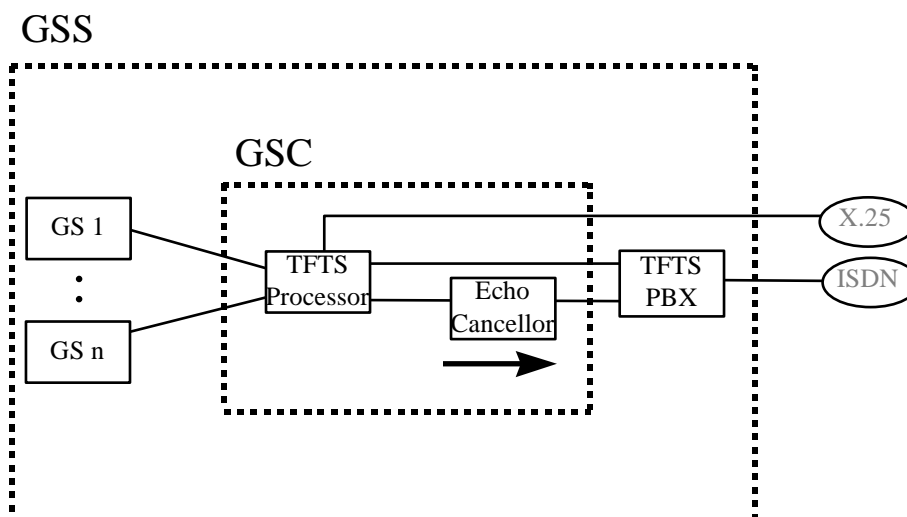 GSS
GSC
GS 1
GS n
TFTS
Processor
Echo
Cancellor
TFTS
PBX
X.25
ISDN